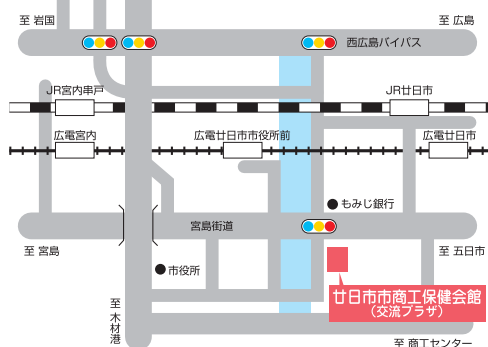 至 岩国
至 広島
西広島バイパス
JR宮内串戸
JR廿日市
広電宮内
広電廿日市市役所前
広電廿日市
もみじ銀行
宮島街道
至 宮島
至 五日市
市役所
廿日市市商工保健会館
（交流プラザ）
至 木材港
至 商工センター